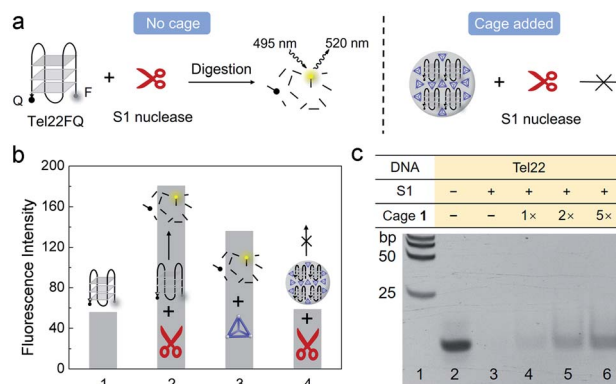 a
No cage
Cage added
495 nm
520 nm
Q
F
+
Digestion
+
Tel22FQ
S1 nuclease
S1 nuclease
b
Fluorescence Intensity
200
160
120
80
40
0
+
+
+
1
2
3
4
c
DNA Tel22
S1 – + + + +
Cage 1 – – 1× 2× 5×
bp
50
25
1 2 3 4 5 6